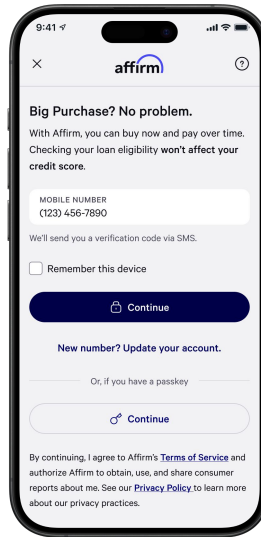 9:41
affirm
?
Big Purchase? No problem.
With Affirm, you can buy now and pay over time.
Checking your loan eligibility won't affect your
credit score.
MOBILE NUMBER
(123) 456-7890
We'll send you a verification code via SMS.
Remember this device
Continue
New number? Update your account.
Or, if you have a passkey
Continue
By continuing, I agree to Affirm's Terms of Service and
authorize Affirm to obtain, use, and share consumer
reports about me. See our Privacy Policy to learn more
about our privacy practices.